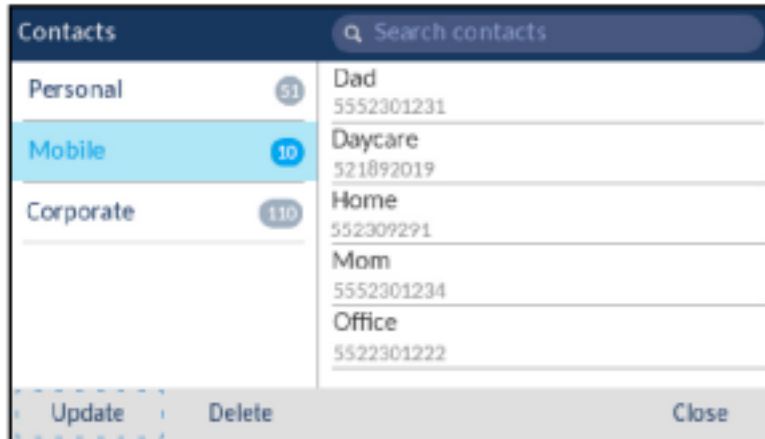 Contacts
Search contacts
Personal 51
Mobile 10
Corporate 110
Dad
5552301231
Daycare
521892019
Home
552309291
Mom
5552301234
Office
5522301222
Update Delete Close